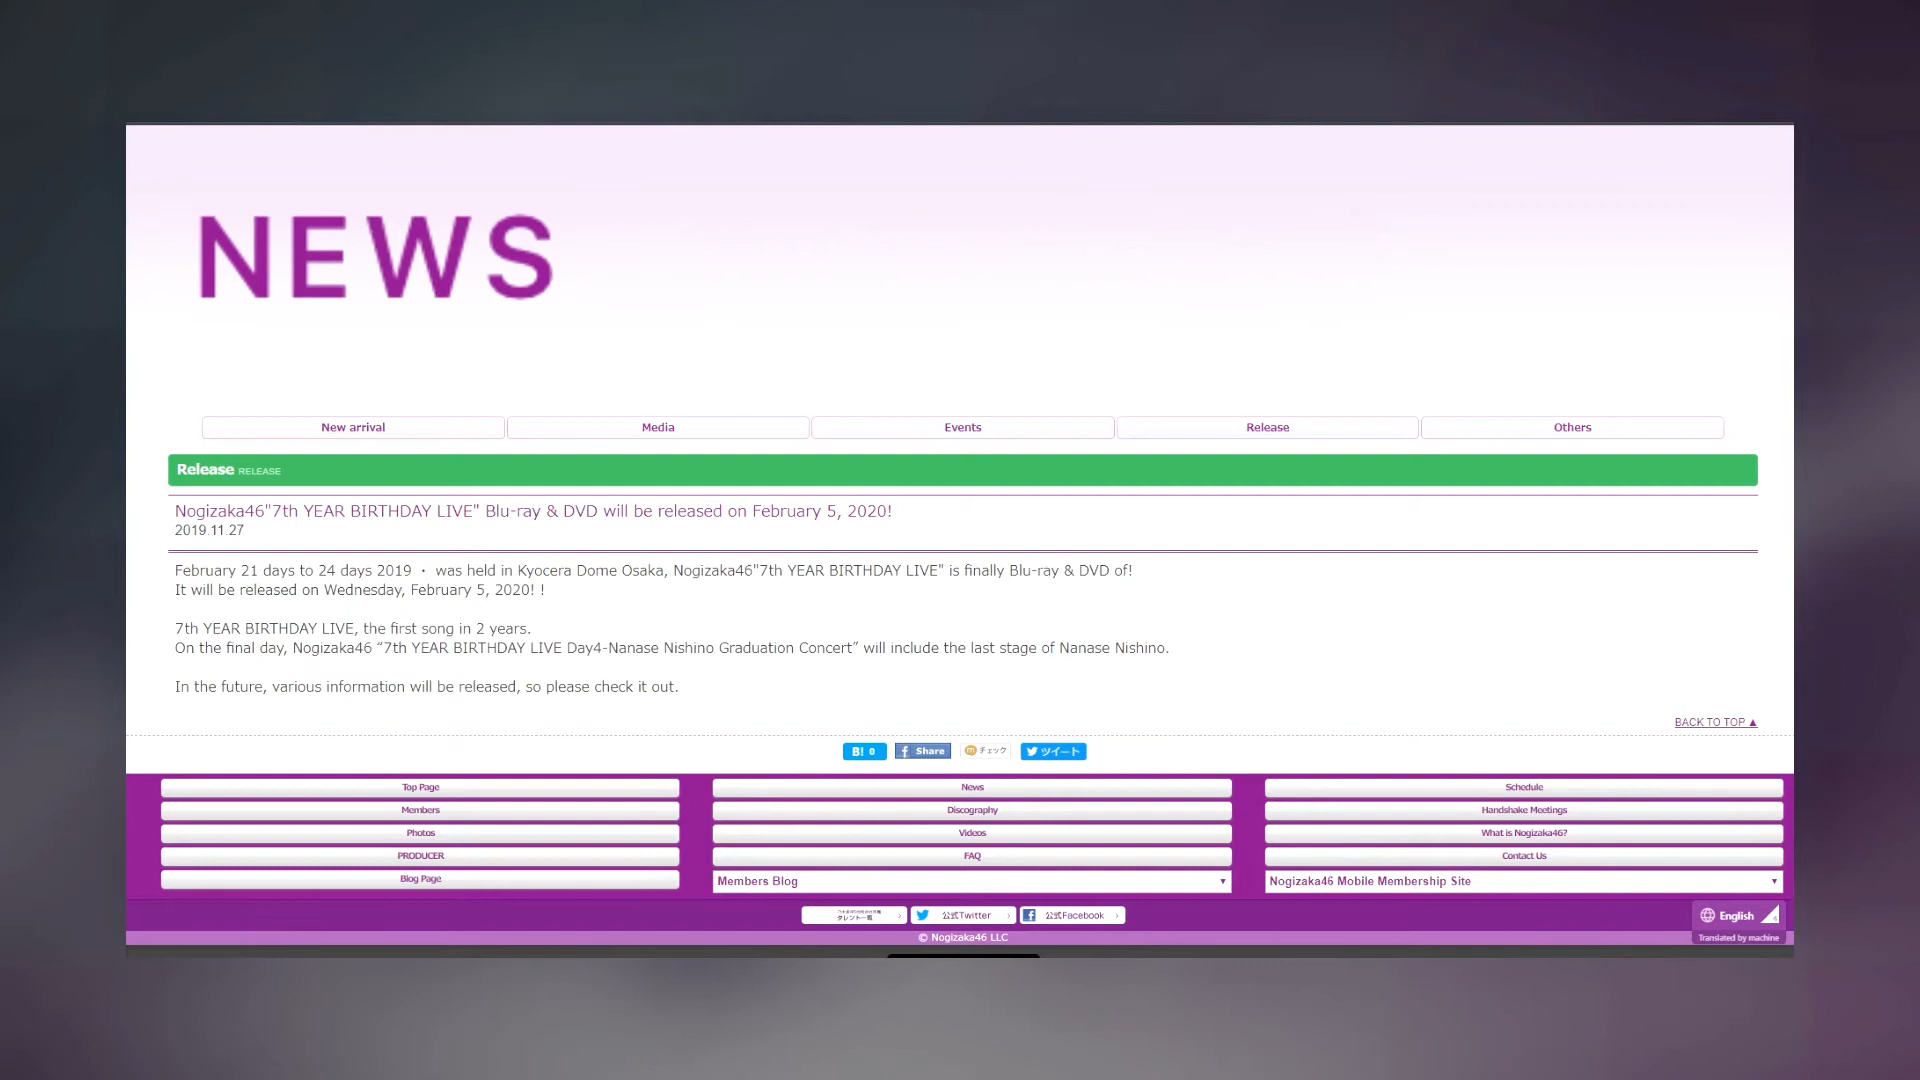 NEWS
New arrival Media Events Release Others
Release RELEASE
Nogizaka46"7th YEAR BIRTHDAY LIVE" Blu-ray & DVD will be released on February 5, 2020!
2019.11.27
February 21 days to 24 days 2019 ・ was held in Kyocera Dome Osaka, Nogizaka46"7th YEAR BIRTHDAY LIVE" is finally Blu-ray & DVD of!
It will be released on Wednesday, February 5, 2020! !
7th YEAR BIRTHDAY LIVE, the first song in 2 years.
On the final day, Nogizaka46 “7th YEAR BIRTHDAY LIVE Day4-Nanase Nishino Graduation Concert” will include the last stage of Nanase Nishino.
In the future, various information will be released, so please check it out.
BACK TO TOP ▲
B! 0 Share チェック ツイート
Top Page News Schedule
Members Discography Handshake Meetings
Photos Videos What is Nogizaka46?
PRODUCER FAQ Contact Us
Blog Page Members Blog Nogizaka46 Mobile Membership Site
タレント一覧 公式Twitter 公式Facebook English
© Nogizaka46 LLC Translated by machine